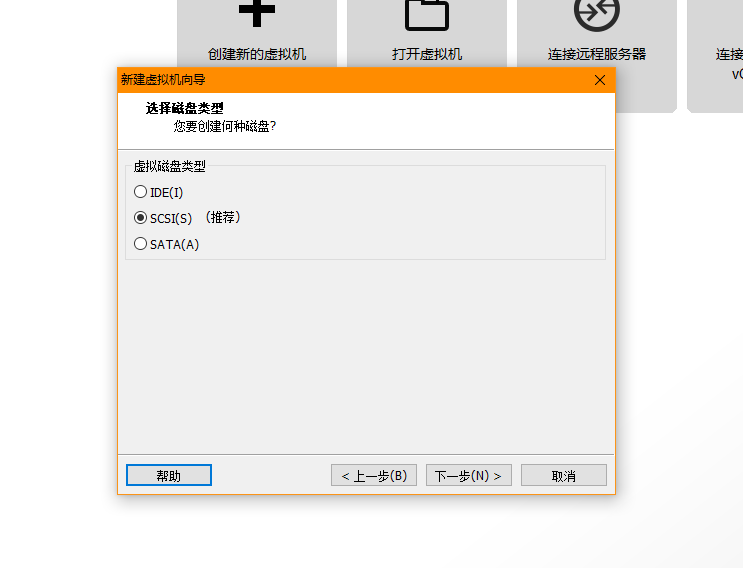 创建新的虚拟机
打开虚拟机
连接远程服务器
连接
vC
新建虚拟机向导
选择磁盘类型
您要创建何种磁盘?
虚拟磁盘类型
IDE(I)
SCSI(S) （推荐）
SATA(A)
帮助
< 上一步(B)
下一步(N) >
取消